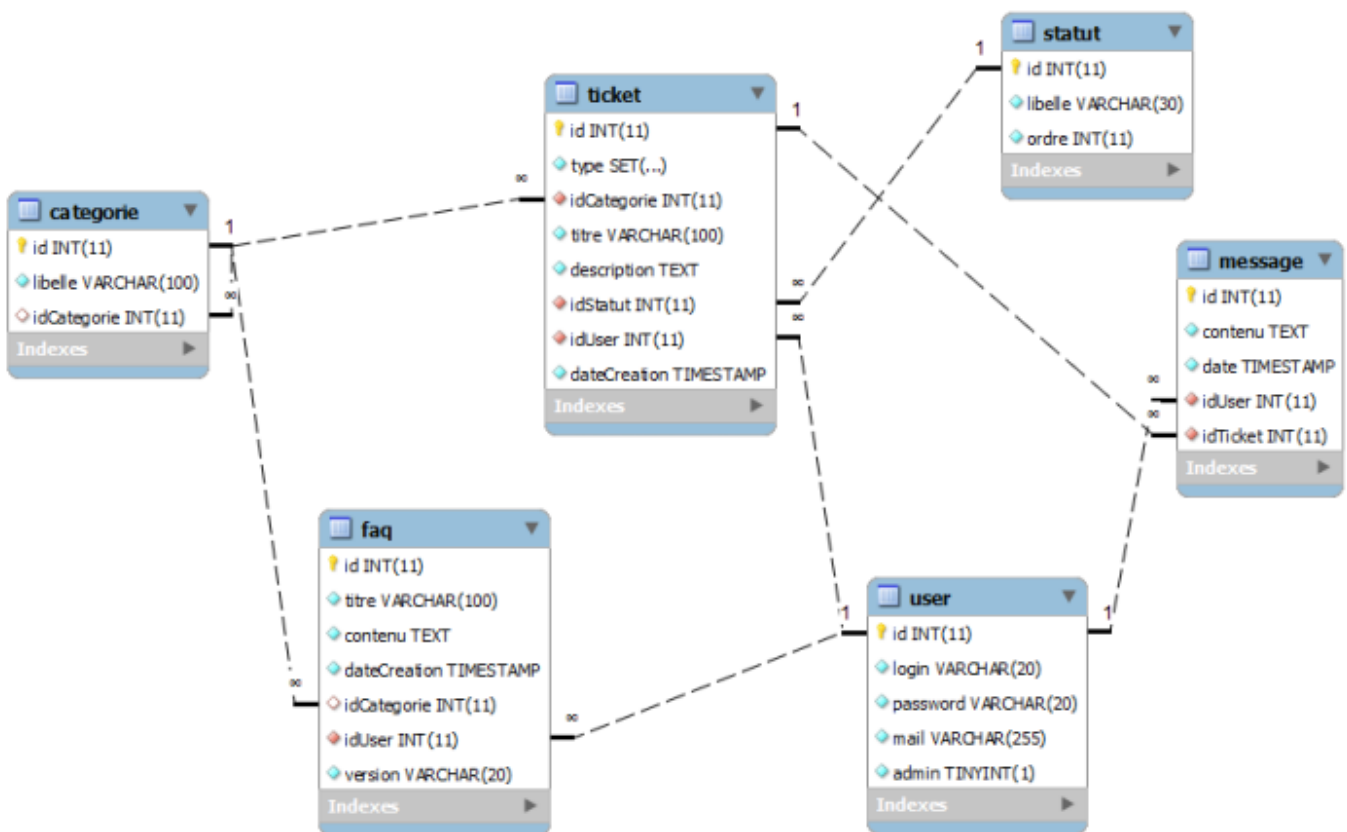 categorie
id INT(11)
libelle VARCHAR(100)
idCategorie INT(11)
Indexes
1
∞
ticket
id INT(11)
type SET(...)
idCategorie INT(11)
titre VARCHAR(100)
description TEXT
idStatut INT(11)
idUser INT(11)
dateCreation TIMESTAMP
Indexes
∞
1
∞
∞
statut
id INT(11)
libelle VARCHAR(30)
ordre INT(11)
Indexes
1
message
id INT(11)
contenu TEXT
date TIMESTAMP
idUser INT(11)
idTicket INT(11)
Indexes
∞
∞
faq
id INT(11)
titre VARCHAR(100)
contenu TEXT
dateCreation TIMESTAMP
idCategorie INT(11)
idUser INT(11)
version VARCHAR(20)
Indexes
∞
∞
user
id INT(11)
login VARCHAR(20)
password VARCHAR(20)
mail VARCHAR(255)
admin TINYINT(1)
Indexes
1
1